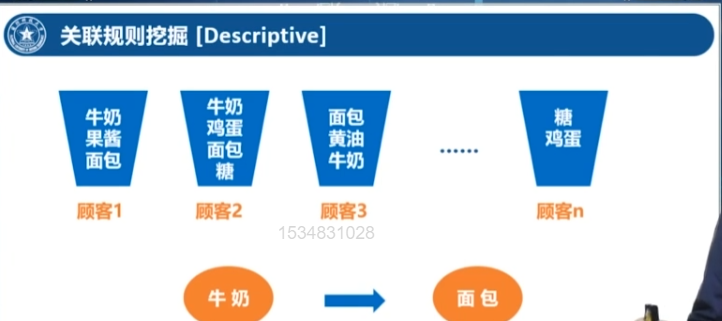 关联规则挖掘 [Descriptive]
牛奶
果酱
面包
牛奶
鸡蛋
面包
糖
面包
黄油
牛奶
......
糖
鸡蛋
顾客1
顾客2
顾客3
顾客n
1534831028
牛奶
面包